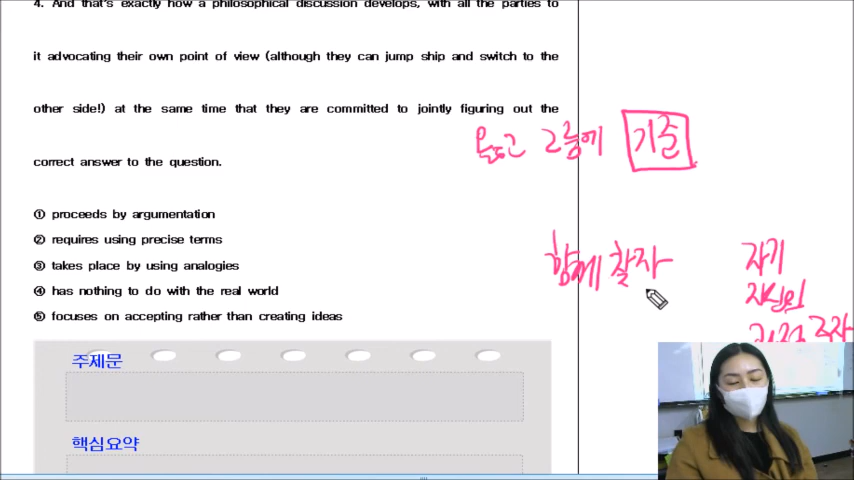 4. And that's exactly how a philosophical discussion develops, with all the parties to
it advocating their own point of view (although they can jump ship and switch to the
other side!) at the same time that they are committed to jointly figuring out the
correct answer to the question.
옳고 그름에 기준
① proceeds by argumentation
② requires using precise terms
③ takes place by using analogies
④ has nothing to do with the real world
⑤ focuses on accepting rather than creating ideas
함께 찾자
자기
자신의
주제문
핵심요약